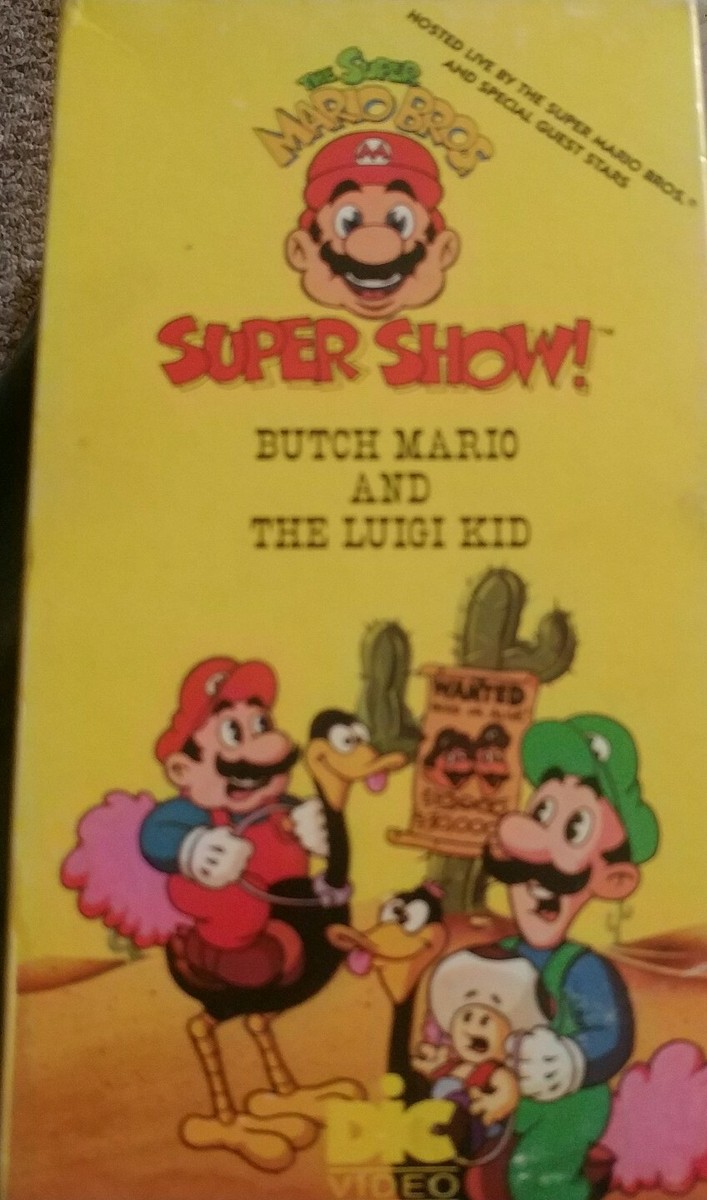 HOSTED LIVE BY THE SUPER MARIO BROS.®
AND SPECIAL GUEST STARS
THE SUPER
MARIO BROS
M
SUPER SHOW!™
BUTCH MARIO
AND
THE LUIGI KID
WANTED
DiC
VIDEO